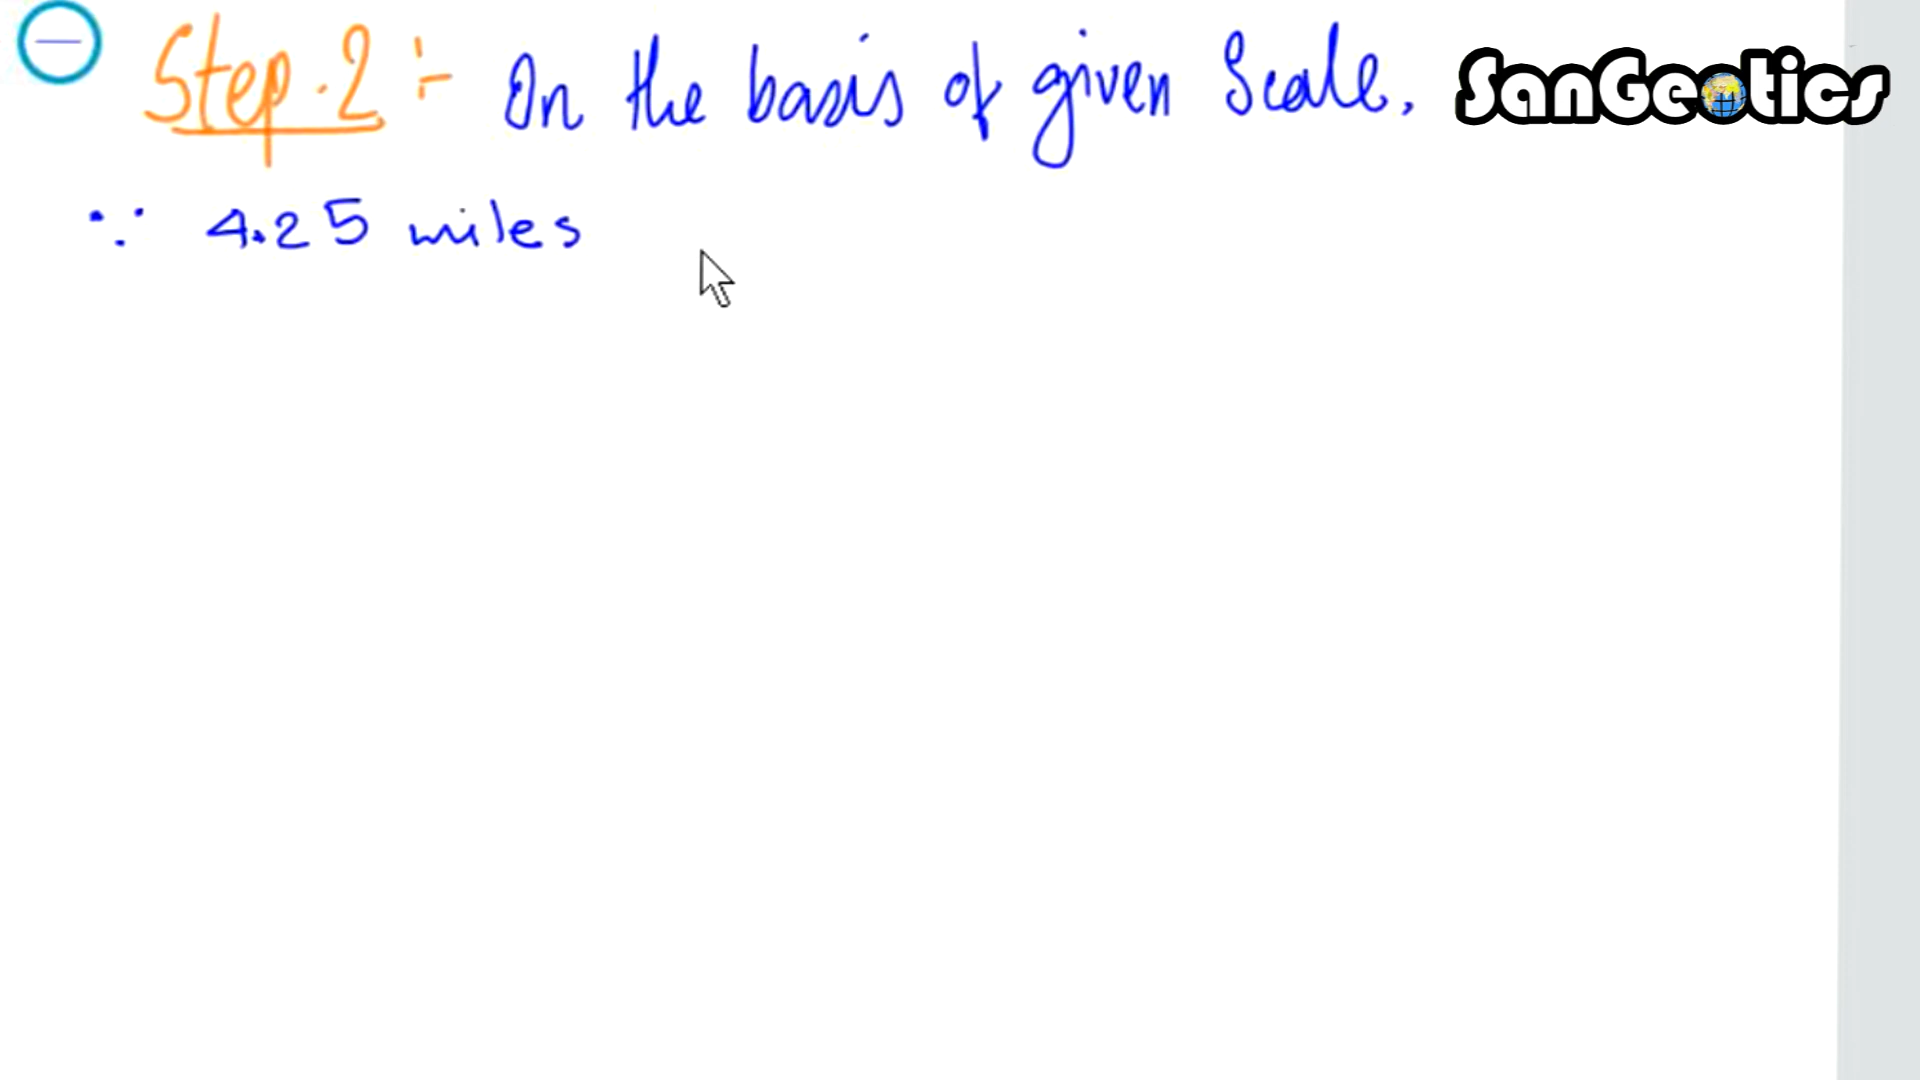 Step.2 :- On the basis of given Scale, SanGeotics
∵ 4.25 miles